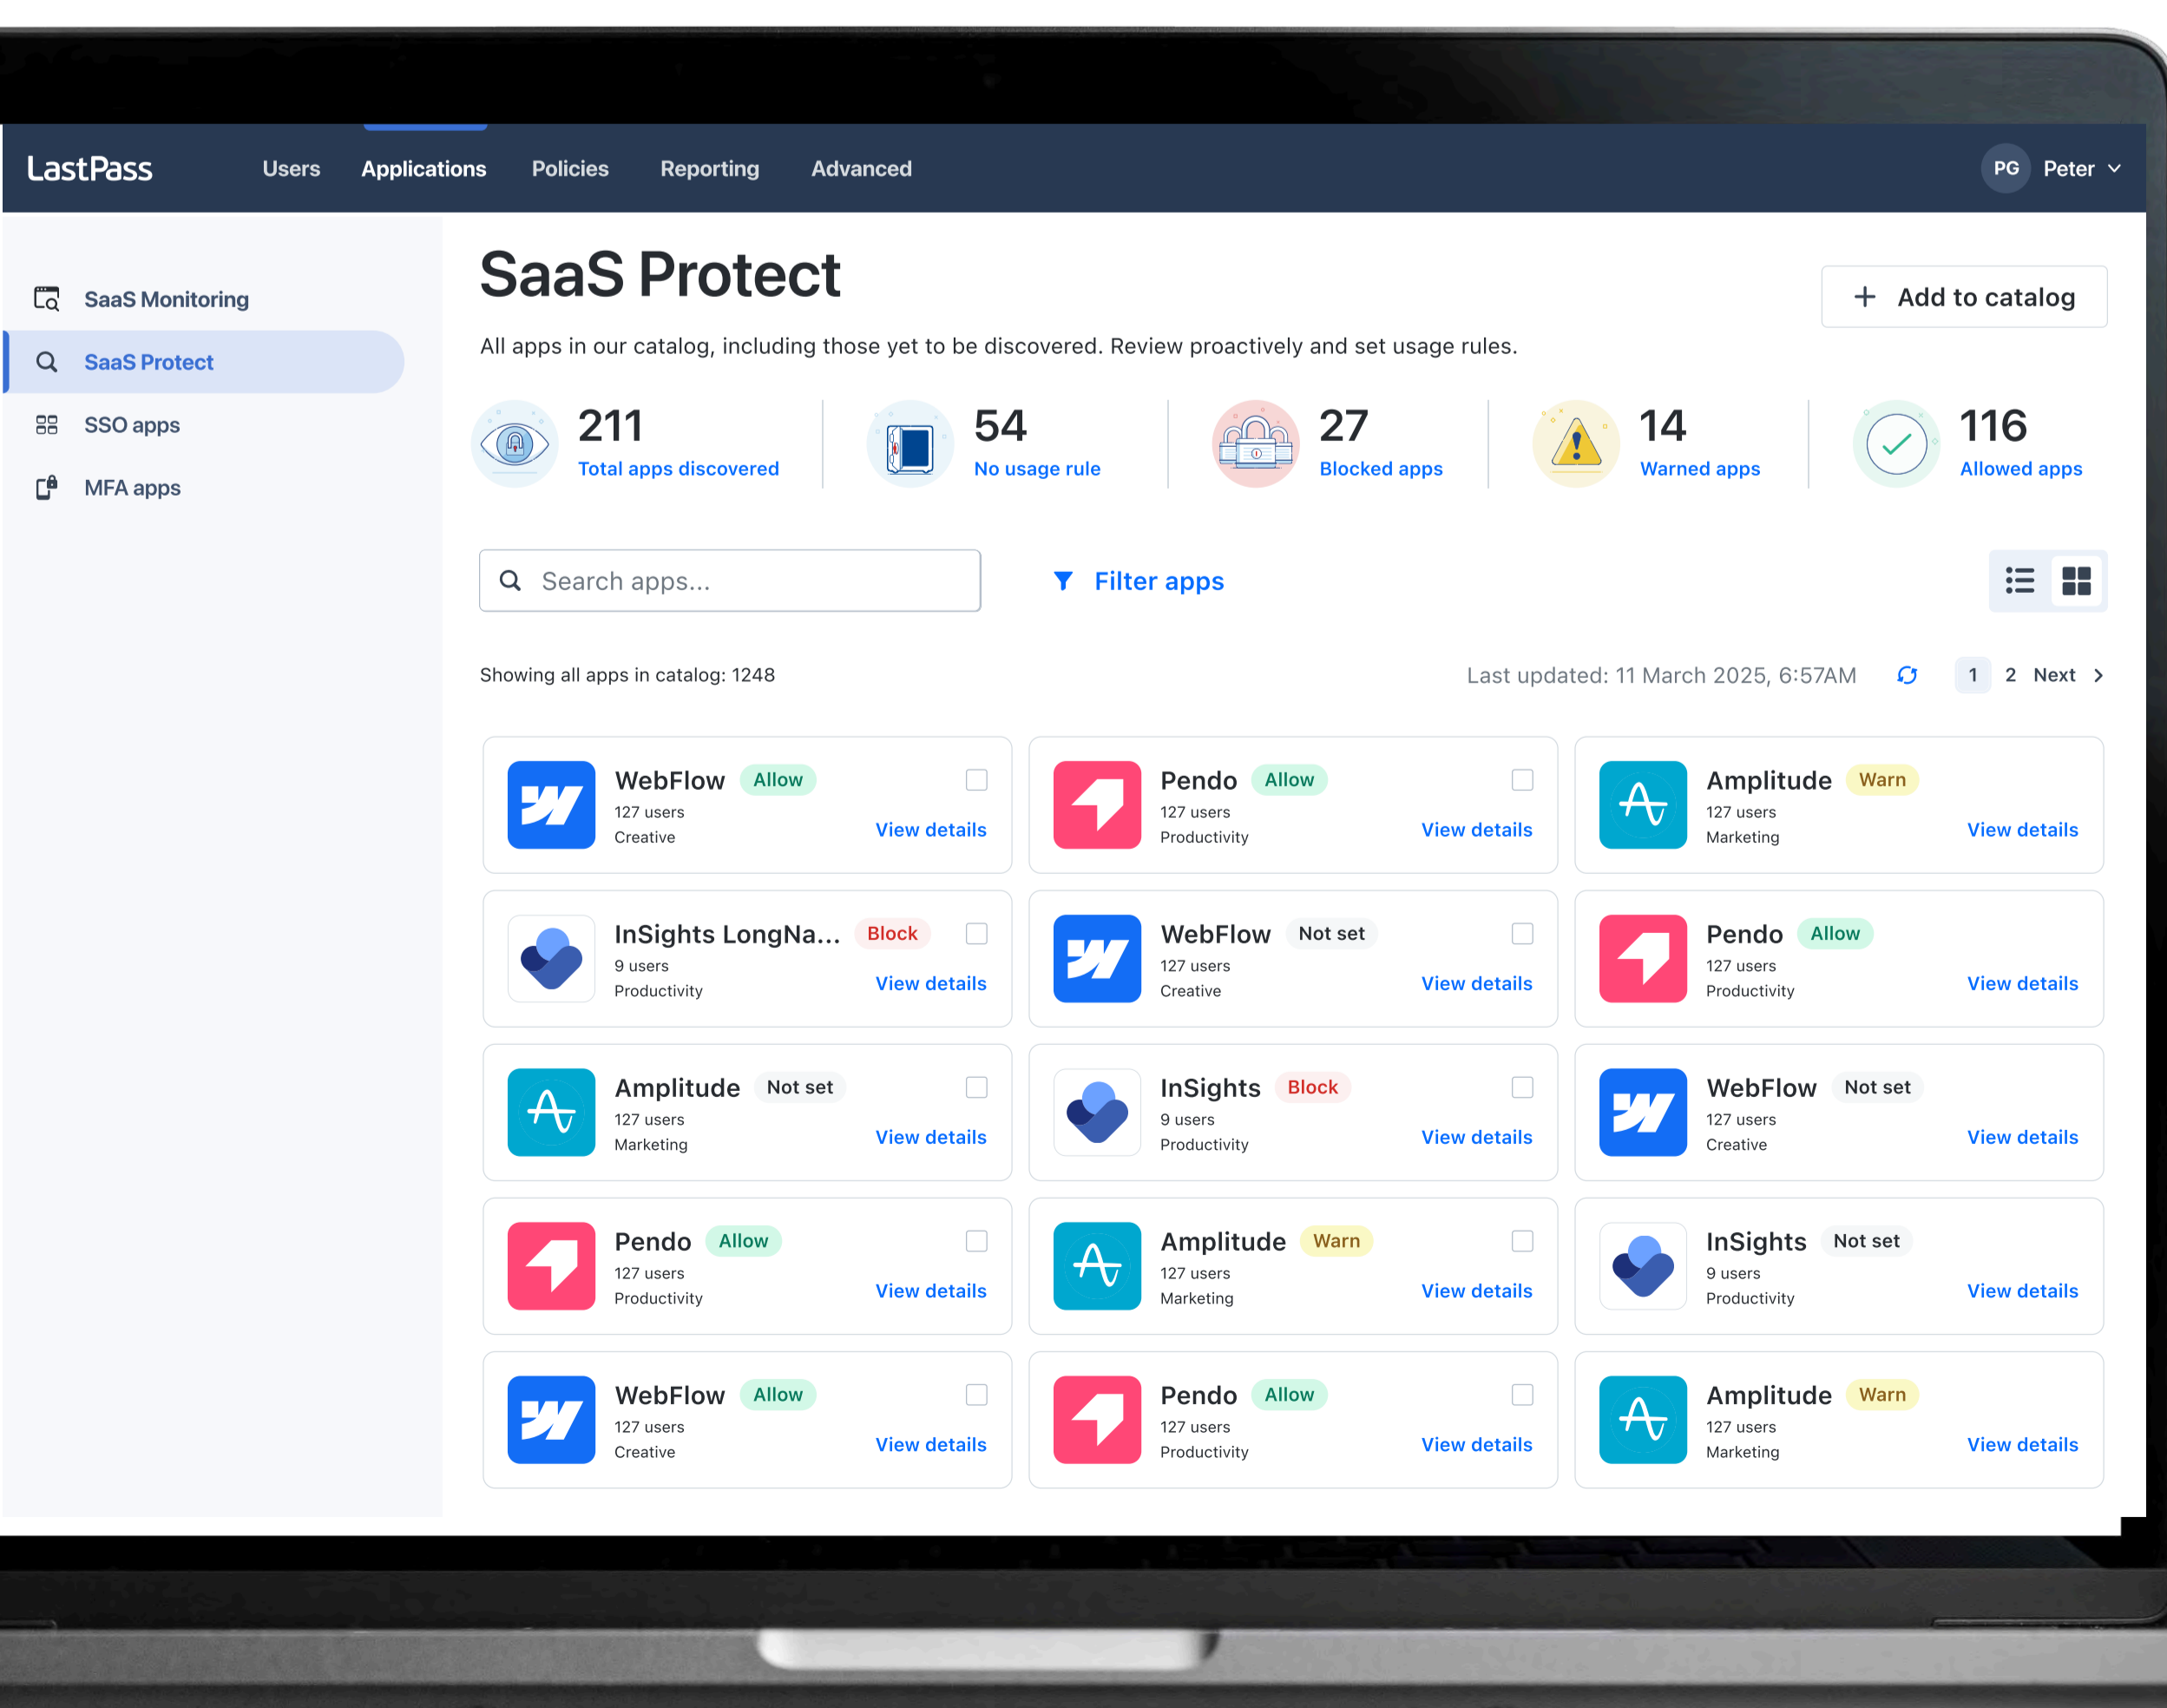 LastPass
Users
Applications
Policies
Reporting
Advanced
PG
Peter
SaaS Monitoring
SaaS Protect
SSO apps
MFA apps
SaaS Protect
Add to catalog
All apps in our catalog, including those yet to be discovered. Review proactively and set usage rules.
211
Total apps discovered
54
No usage rule
27
Blocked apps
14
Warned apps
116
Allowed apps
Search apps...
Filter apps
Showing all apps in catalog: 1248
Last updated: 11 March 2025, 6:57AM
1 2 Next
WebFlow Allow
127 users
Creative
View details
Pendo Allow
127 users
Productivity
View details
Amplitude Warn
127 users
Marketing
View details
InSights LongNa... Block
9 users
Productivity
View details
WebFlow Not set
127 users
Creative
View details
Pendo Allow
127 users
Productivity
View details
Amplitude Not set
127 users
Marketing
View details
InSights Block
9 users
Productivity
View details
WebFlow Not set
127 users
Creative
View details
Pendo Allow
127 users
Productivity
View details
Amplitude Warn
127 users
Marketing
View details
InSights Not set
9 users
Productivity
View details
WebFlow Allow
127 users
Creative
View details
Pendo Allow
127 users
Productivity
View details
Amplitude Warn
127 users
Marketing
View details